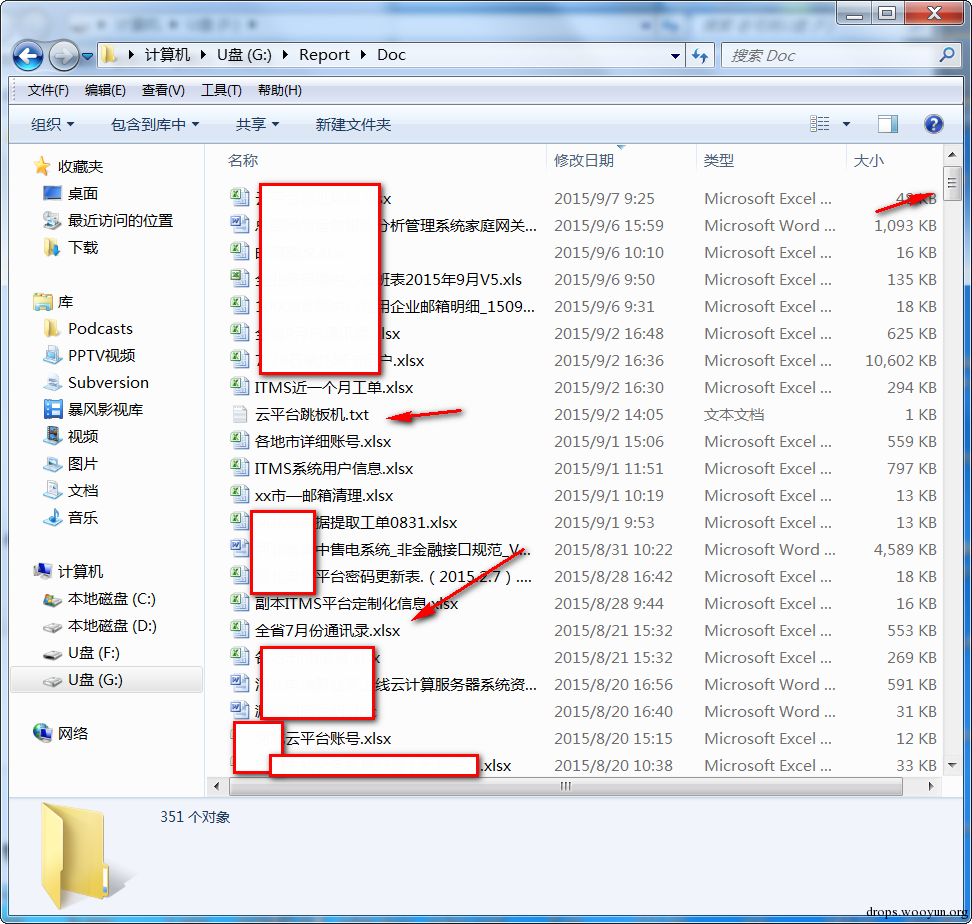 计算机 U盘 (G:) Report Doc
搜索 Doc
文件(F) 编辑(E) 查看(V) 工具(T) 帮助(H)
组织 包含到库中 共享 新建文件夹
名称 修改日期 类型 大小
收藏夹
桌面
最近访问的位置
下载
库
Podcasts
PPTV视频
Subversion
暴风影视库
视频
图片
文档
音乐
计算机
本地磁盘 (C:)
本地磁盘 (D:)
U盘 (F:)
U盘 (G:)
网络
sx 2015/9/7 9:25 Microsoft Excel ... 48 KB
分析管理系统家庭网关... 2015/9/6 15:59 Microsoft Word ... 1,093 KB
2015/9/6 10:10 Microsoft Excel ... 16 KB
班表2015年9月V5.xls 2015/9/6 9:50 Microsoft Excel ... 135 KB
用企业邮箱明细_1509... 2015/9/6 9:31 Microsoft Excel ... 18 KB
lsx 2015/9/2 16:48 Microsoft Excel ... 625 KB
户.xlsx 2015/9/2 16:36 Microsoft Excel ... 10,602 KB
ITMS近一个月工单.xlsx 2015/9/2 16:30 Microsoft Excel ... 294 KB
云平台跳板机.txt 2015/9/2 14:05 文本文档 1 KB
各地市详细账号.xlsx 2015/9/1 15:06 Microsoft Excel ... 559 KB
ITMS系统用户信息.xlsx 2015/9/1 11:51 Microsoft Excel ... 797 KB
xx市—邮箱清理.xlsx 2015/9/1 10:19 Microsoft Excel ... 13 KB
据提取工单0831.xlsx 2015/9/1 9:53 Microsoft Excel ... 13 KB
中售电系统_非金融接口规范_V... 2015/8/31 10:22 Microsoft Word ... 4,589 KB
平台密码更新表.（2015.2.7）.... 2015/8/28 16:42 Microsoft Excel ... 18 KB
副本ITMS平台定制化信息.xlsx 2015/8/28 9:44 Microsoft Excel ... 16 KB
全省7月份通讯录.xlsx 2015/8/21 15:32 Microsoft Excel ... 553 KB
x 2015/8/21 15:32 Microsoft Excel ... 269 KB
线云计算服务器系统资... 2015/8/20 16:56 Microsoft Word ... 591 KB
2015/8/20 16:40 Microsoft Word ... 31 KB
云平台账号.xlsx 2015/8/20 15:15 Microsoft Excel ... 12 KB
.xlsx 2015/8/20 10:38 Microsoft Excel ... 33 KB
351 个对象
drops.wooyun.org